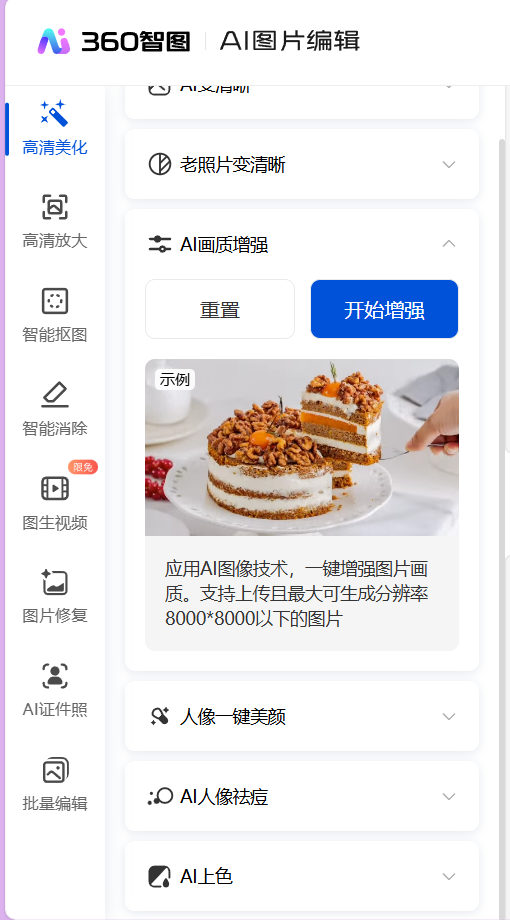 360智图 AI图片编辑
高清美化
高清放大
智能抠图
智能消除
限免
图生视频
图片修复
AI证件照
批量编辑
AI变清晰
老照片变清晰
AI画质增强
重置 开始增强
示例
应用AI图像技术，一键增强图片画
质。支持上传且最大可生成分辨率
8000*8000以下的图片
人像一键美颜
AI人像祛痘
AI上色